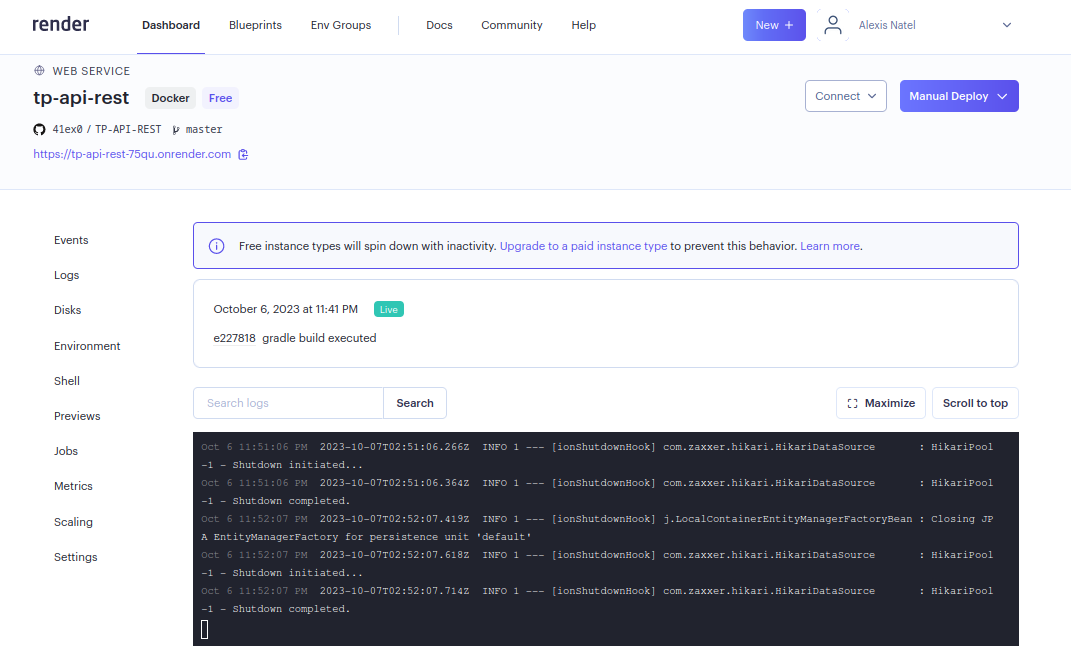 render Dashboard Blueprints Env Groups Docs Community Help New + Alexis Natel
WEB SERVICE
tp-api-rest Docker Free Connect Manual Deploy
41ex0 / TP-API-REST master
https://tp-api-rest-75qu.onrender.com
Events
Logs
Disks
Environment
Shell
Previews
Jobs
Metrics
Scaling
Settings
Free instance types will spin down with inactivity. Upgrade to a paid instance type to prevent this behavior. Learn more.
October 6, 2023 at 11:41 PM Live
e227818 gradle build executed
Search logs Search Maximize Scroll to top
Oct 6 11:51:06 PM 2023-10-07T02:51:06.266Z INFO 1 --- [ionShutdownHook] com.zaxxer.hikari.HikariDataSource : HikariPool
-1 - Shutdown initiated...
Oct 6 11:51:06 PM 2023-10-07T02:51:06.364Z INFO 1 --- [ionShutdownHook] com.zaxxer.hikari.HikariDataSource : HikariPool
-1 - Shutdown completed.
Oct 6 11:52:07 PM 2023-10-07T02:52:07.419Z INFO 1 --- [ionShutdownHook] j.LocalContainerEntityManagerFactoryBean : Closing JP
A EntityManagerFactory for persistence unit 'default'
Oct 6 11:52:07 PM 2023-10-07T02:52:07.618Z INFO 1 --- [ionShutdownHook] com.zaxxer.hikari.HikariDataSource : HikariPool
-1 - Shutdown initiated...
Oct 6 11:52:07 PM 2023-10-07T02:52:07.714Z INFO 1 --- [ionShutdownHook] com.zaxxer.hikari.HikariDataSource : HikariPool
-1 - Shutdown completed.